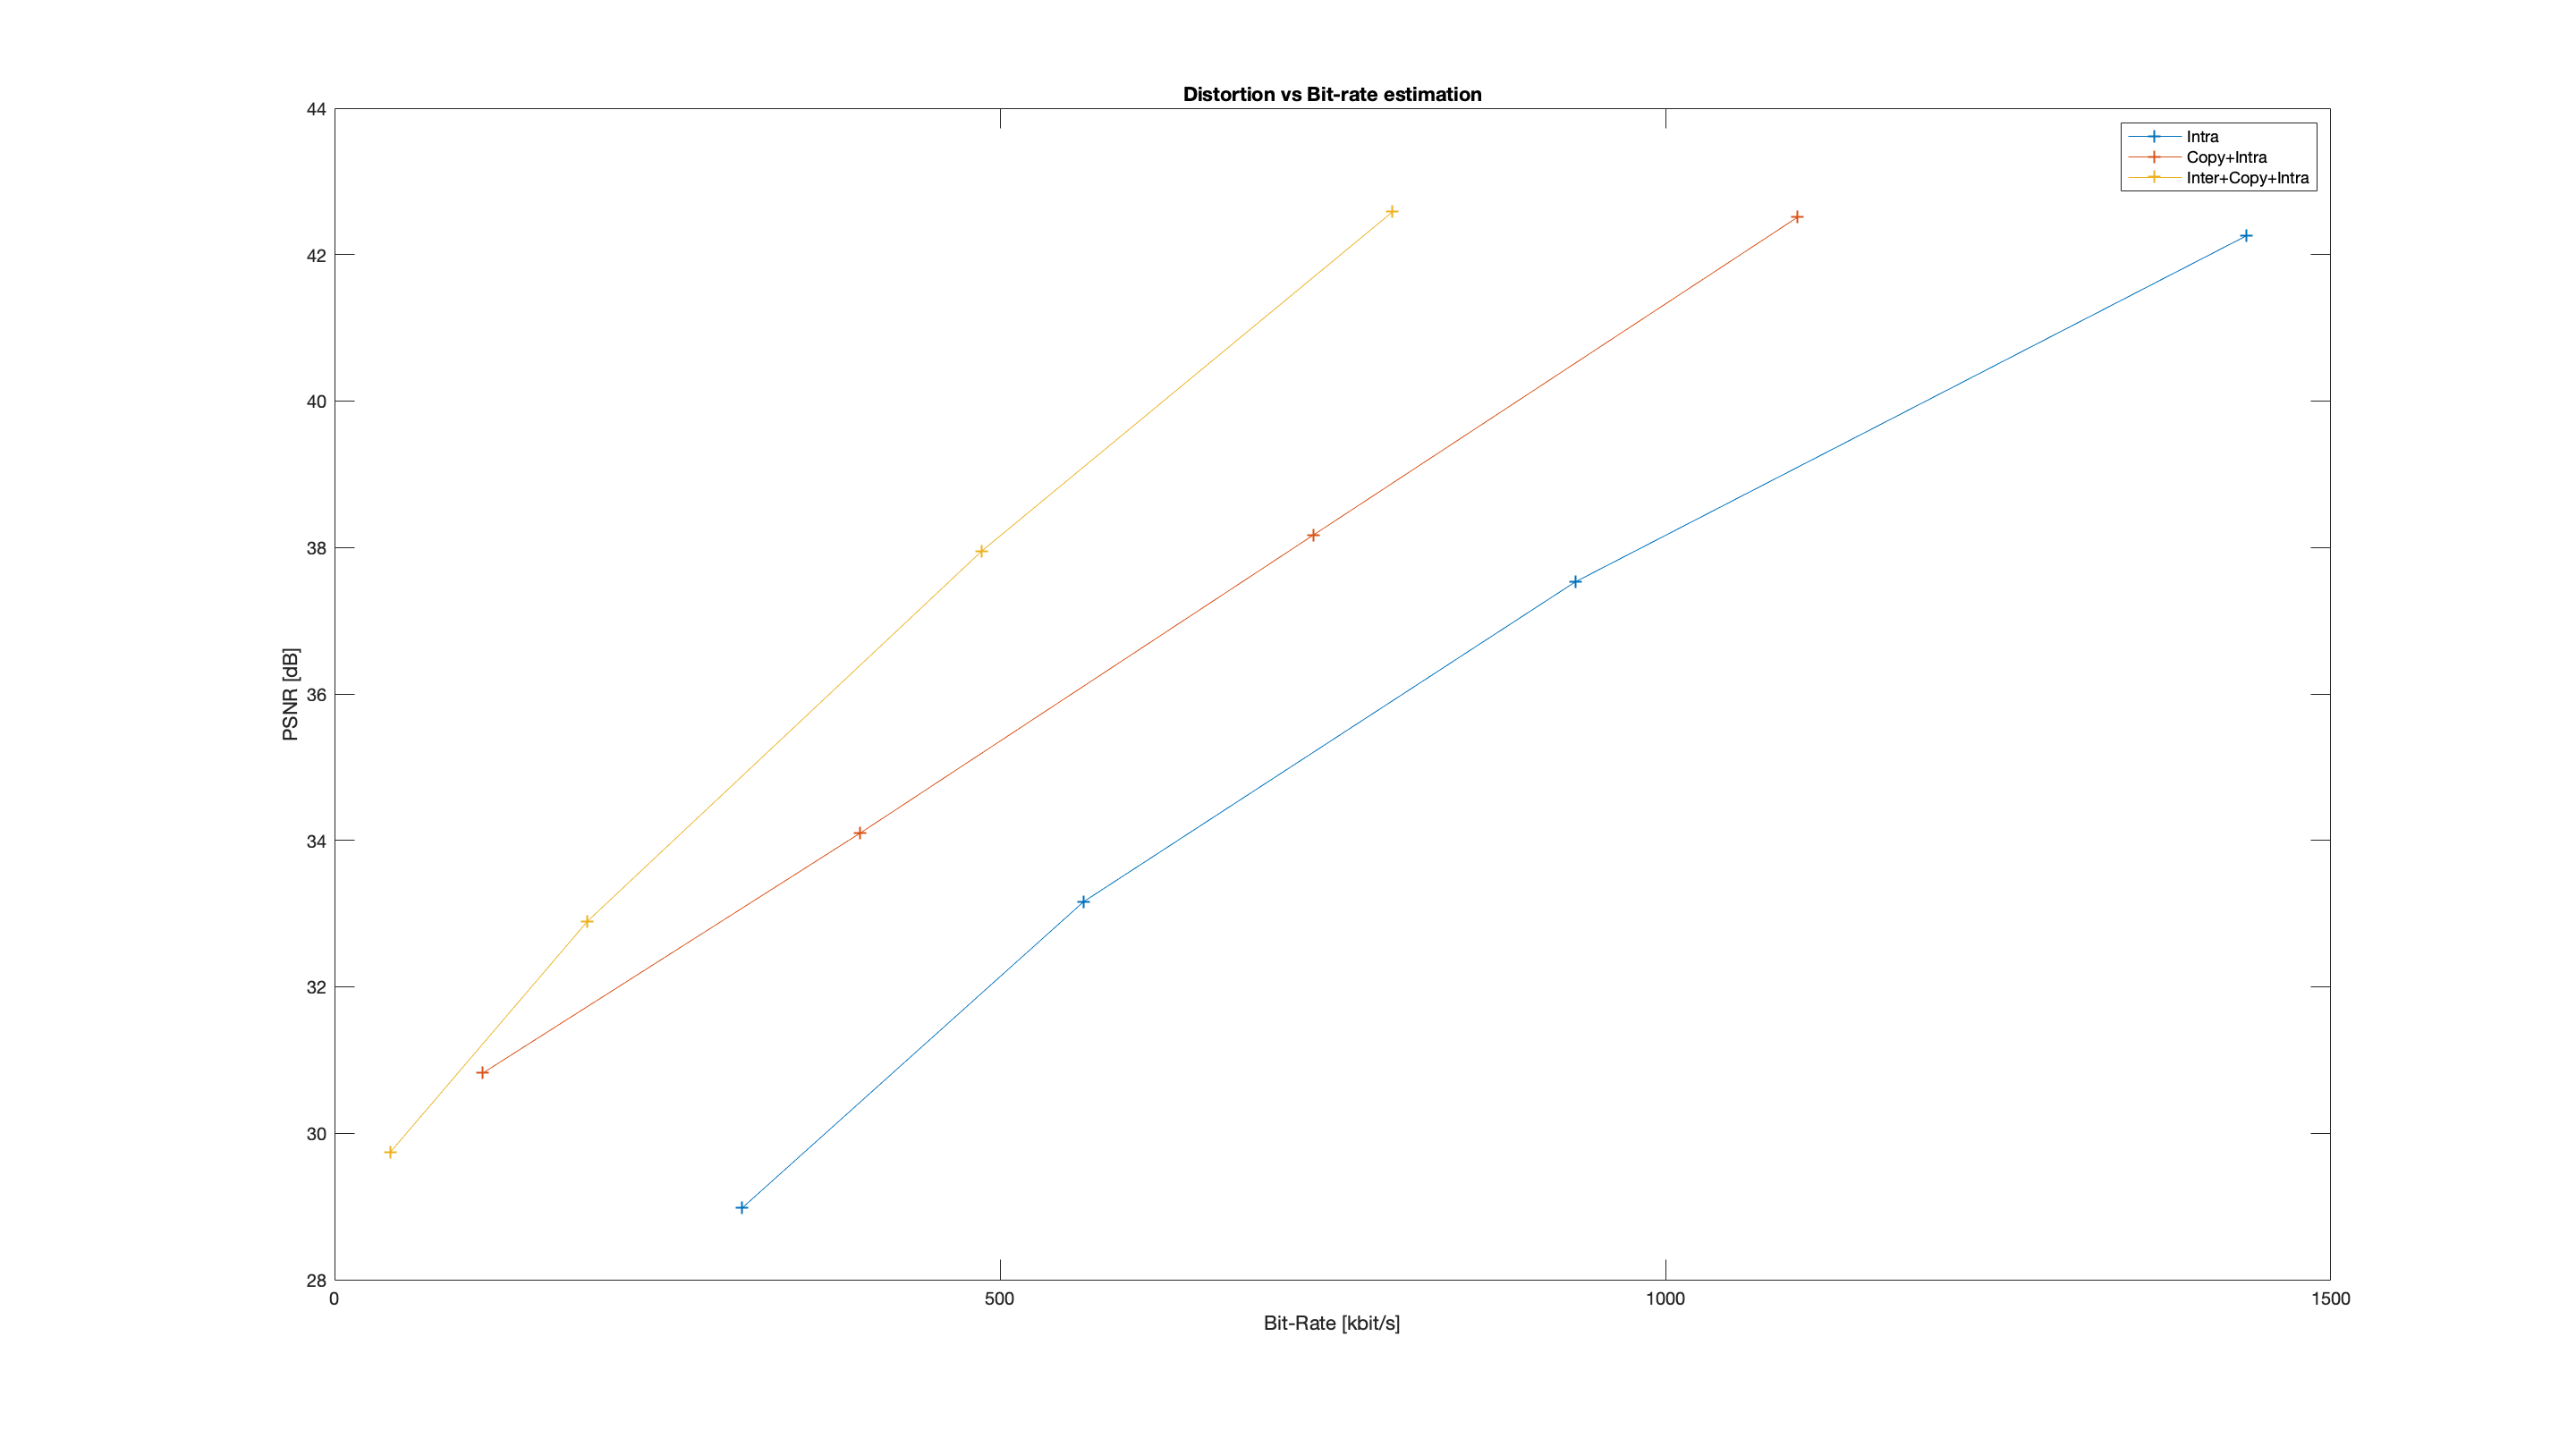 Distortion vs Bit-rate estimation
Intra
Copy+Intra
Inter+Copy+Intra
PSNR [dB]
44
42
40
38
36
34
32
30
28
0 500 1000 1500
Bit-Rate [kbit/s]